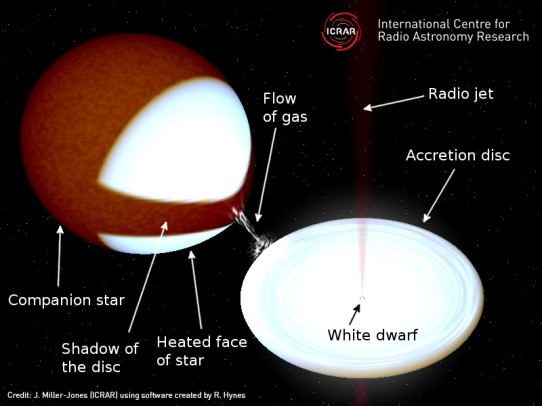 ICRAR
International Centre for
Radio Astronomy Research
Flow
of gas
Radio jet
Accretion disc
Companion star
Shadow of
the disc
Heated face
of star
White dwarf
Credit: J. Miller-Jones (ICRAR) using software created by R. Hynes